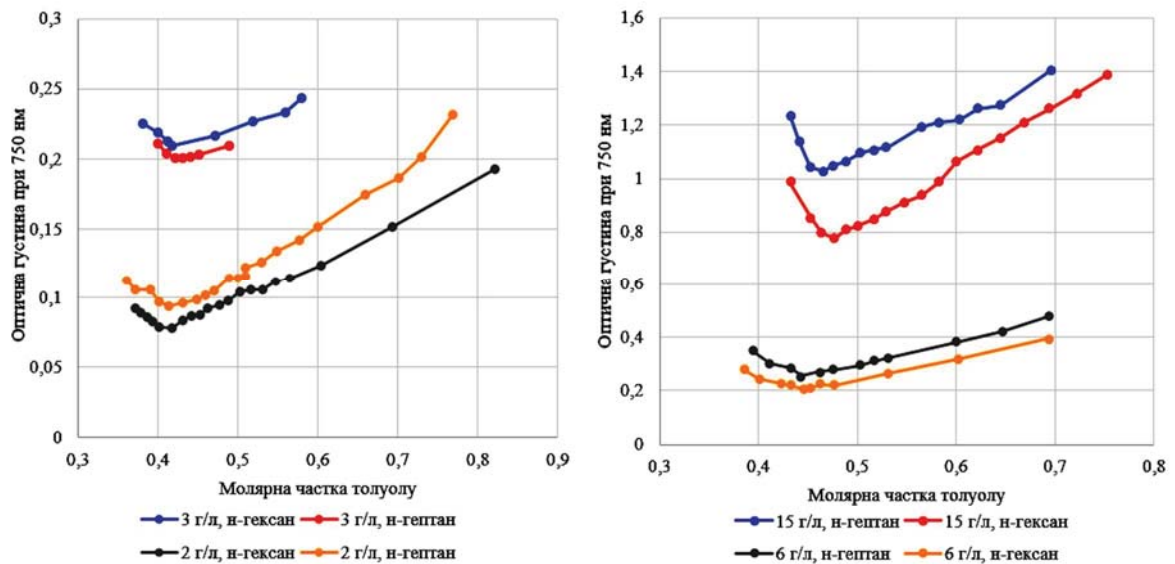 Оптична густина при 750 нм
0,3
0,25
0,2
0,15
0,1
0,05
0
0,3 0,4 0,5 0,6 0,7 0,8 0,9
Молярна частка толуолу
3 г/л, н-гексан 3 г/л, н-гептан
2 г/л, н-гексан 2 г/л, н-гептан
Оптична густина при 750 нм
1,6
1,4
1,2
1
0,8
0,6
0,4
0,2
0
0,3 0,4 0,5 0,6 0,7 0,8
Молярна частка толуолу
15 г/л, н-гептан 15 г/л, н-гексан
6 г/л, н-гептан 6 г/л, н-гексан